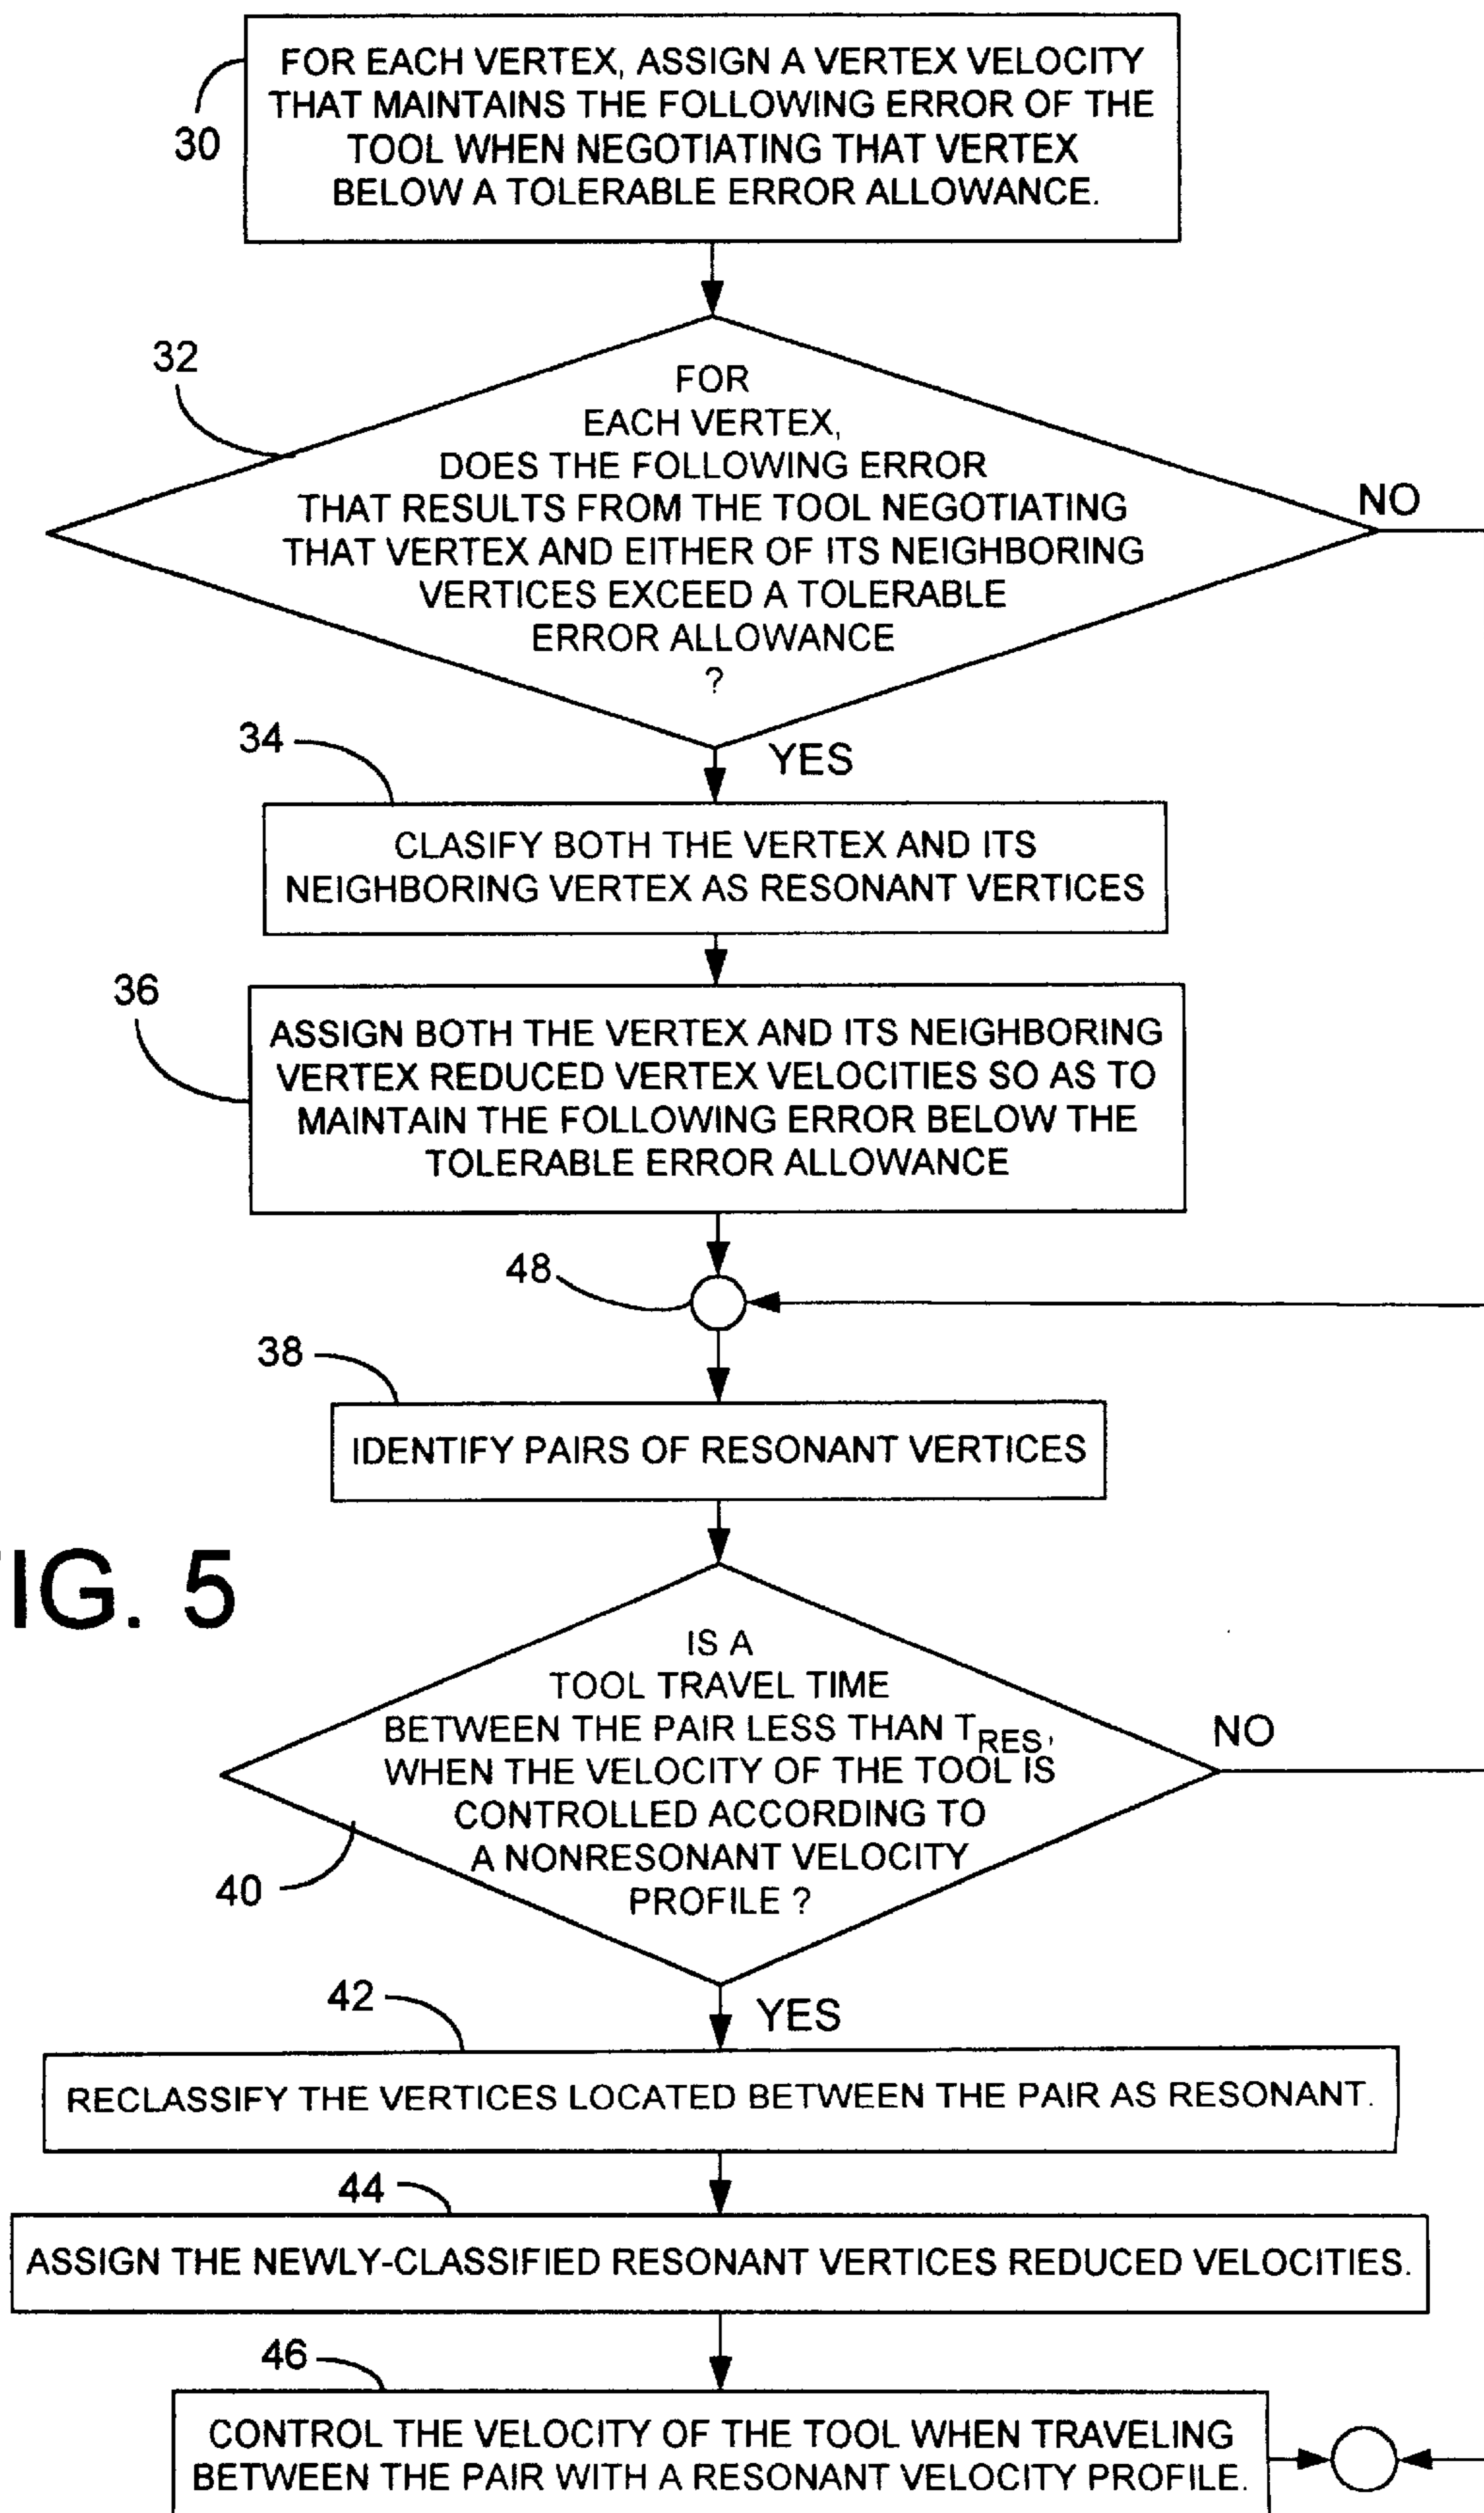 FOR EACH VERTEX, ASSIGN A VERTEX VELOCITY
THAT MAINTAINS THE FOLLOWING ERROR OF THE
TOOL WHEN NEGOTIATING THAT VERTEX
BELOW A TOLERABLE ERROR ALLOWANCE.
30
32
FOR
EACH VERTEX,
DOES THE FOLLOWING ERROR
THAT RESULTS FROM THE TOOL NEGOTIATING
THAT VERTEX AND EITHER OF ITS NEIGHBORING
VERTICES EXCEED A TOLERABLE
ERROR ALLOWANCE
?
NO
34
YES
CLASIFY BOTH THE VERTEX AND ITS
NEIGHBORING VERTEX AS RESONANT VERTICES
36
ASSIGN BOTH THE VERTEX AND ITS NEIGHBORING
VERTEX REDUCED VERTEX VELOCITIES SO AS TO
MAINTAIN THE FOLLOWING ERROR BELOW THE
TOLERABLE ERROR ALLOWANCE
48
38
IDENTIFY PAIRS OF RESONANT VERTICES
IG. 5
IS A
TOOL TRAVEL TIME
BETWEEN THE PAIR LESS THAN TRES,
WHEN THE VELOCITY OF THE TOOL IS
CONTROLLED ACCORDING TO
A NONRESONANT VELOCITY
PROFILE ?
NO
40
42
YES
RECLASSIFY THE VERTICES LOCATED BETWEEN THE PAIR AS RESONANT.
44
ASSIGN THE NEWLY-CLASSIFIED RESONANT VERTICES REDUCED VELOCITIES.
46
CONTROL THE VELOCITY OF THE TOOL WHEN TRAVELING
BETWEEN THE PAIR WITH A RESONANT VELOCITY PROFILE.